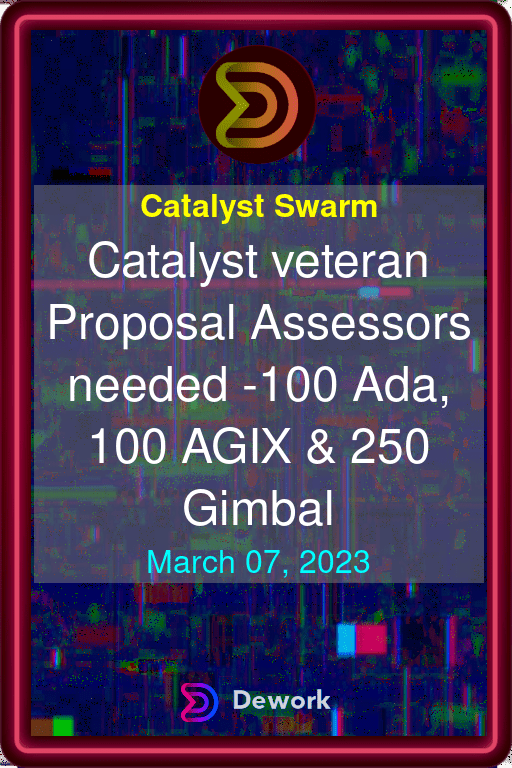 Catalyst Swarm
Catalyst veteran
Proposal Assessors
needed -100 Ada,
100 AGIX & 250
Gimbal
March 07, 2023
Dework